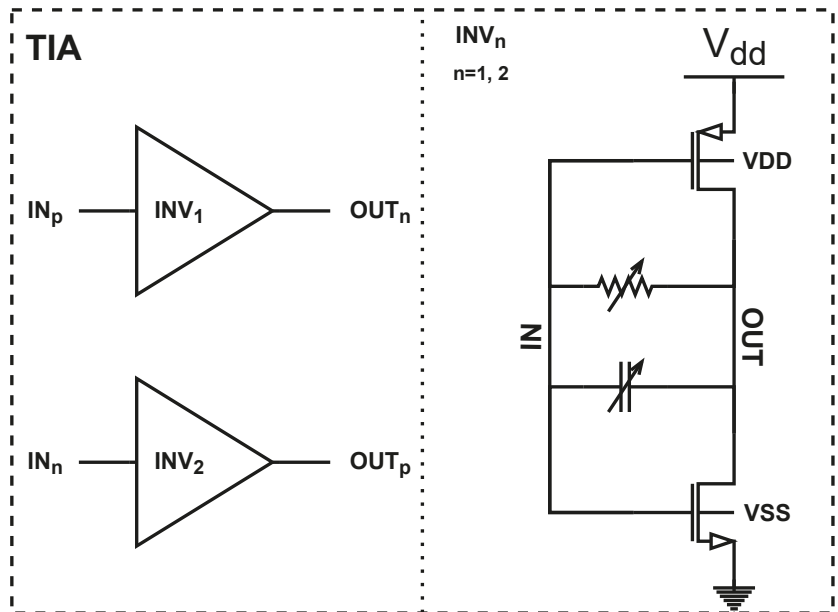 TIA
INVn
n=1, 2
Vdd
VDD
INp
INV1
OUTn
IN
OUT
INn
INV2
OUTp
VSS